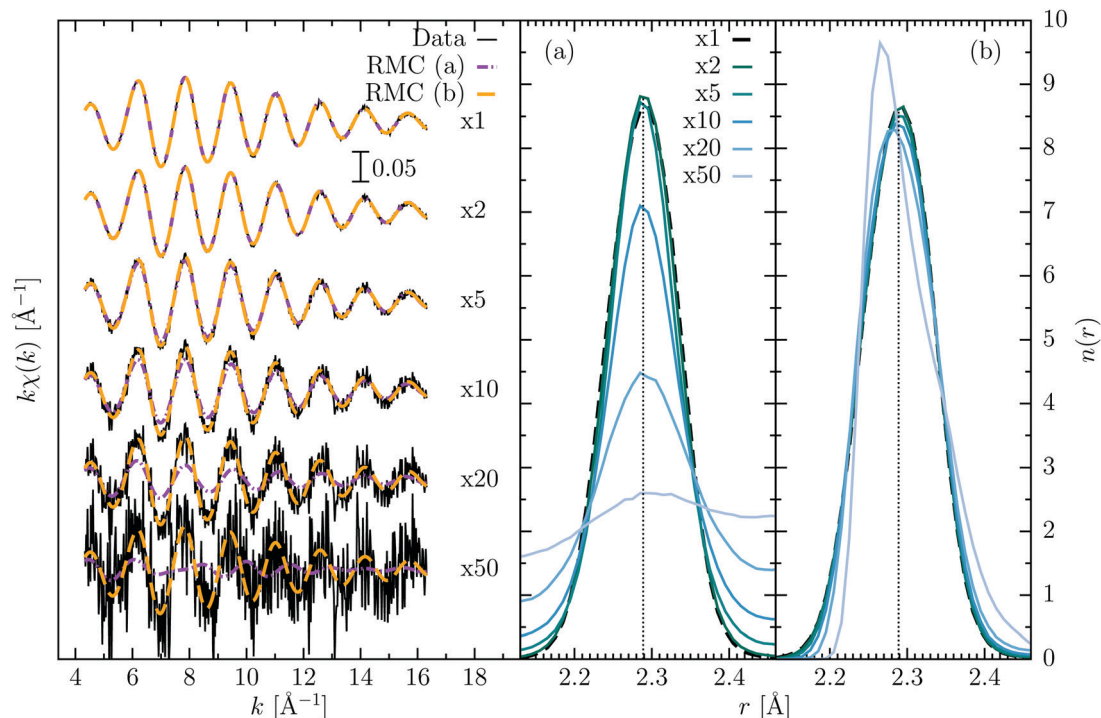 Data
RMC (a)
RMC (b)
x1
0.05
x2
x5
x10
x20
x50
kχ(k) [Å⁻¹]
4 6 8 10 12 14 16 18
k [Å⁻¹]
(a)
x1
x2
x5
x10
x20
x50
2.2 2.3 2.4
r [Å]
(b)
2.2 2.3 2.4
10
9
8
7
6
5
4
3
2
1
0
n(r)